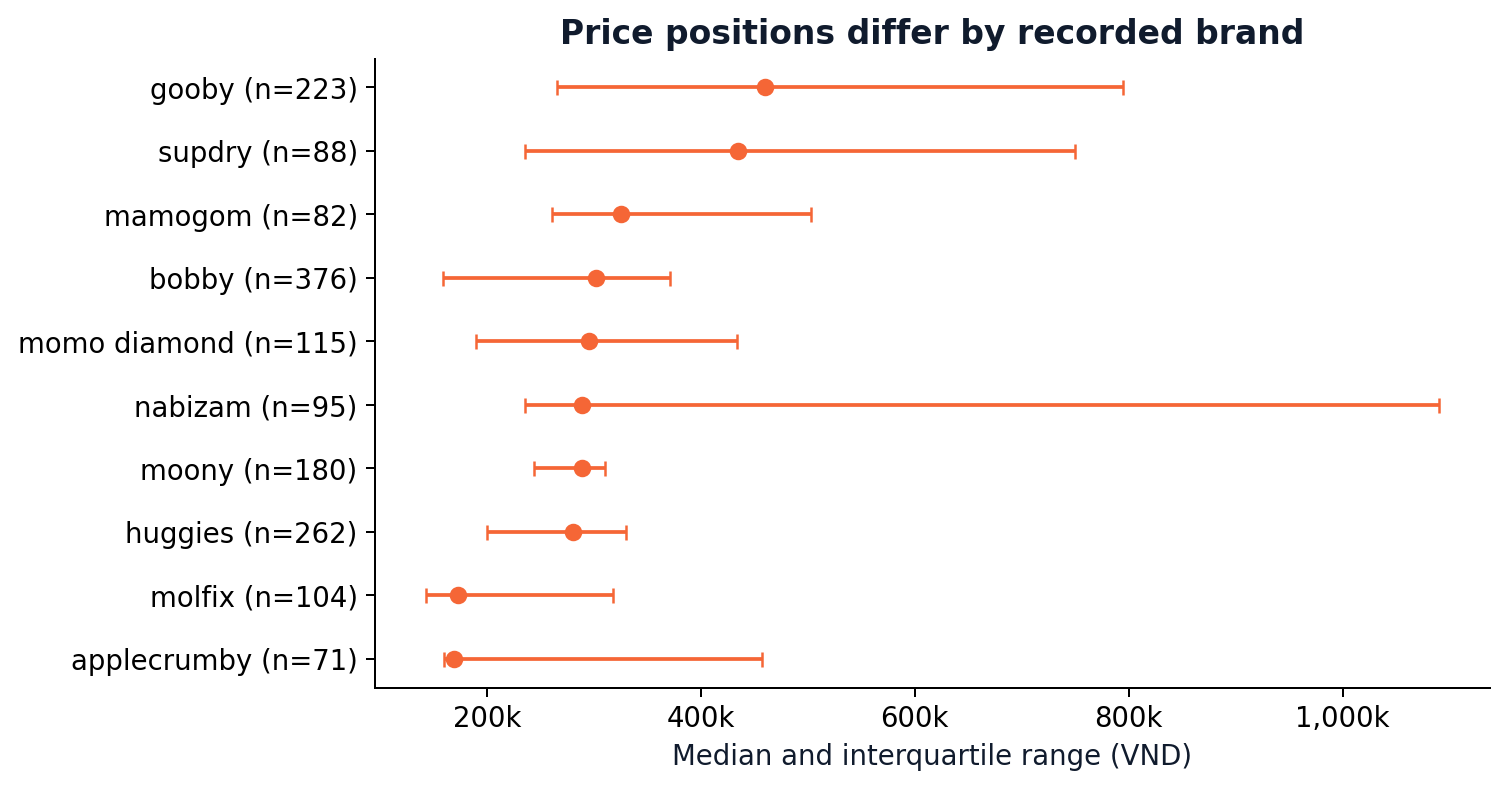 Price positions differ by recorded brand
gooby (n=223)
supdry (n=88)
mamogom (n=82)
bobby (n=376)
momo diamond (n=115)
nabizam (n=95)
moony (n=180)
huggies (n=262)
molfix (n=104)
applecrumby (n=71)
200k 400k 600k 800k 1,000k
Median and interquartile range (VND)